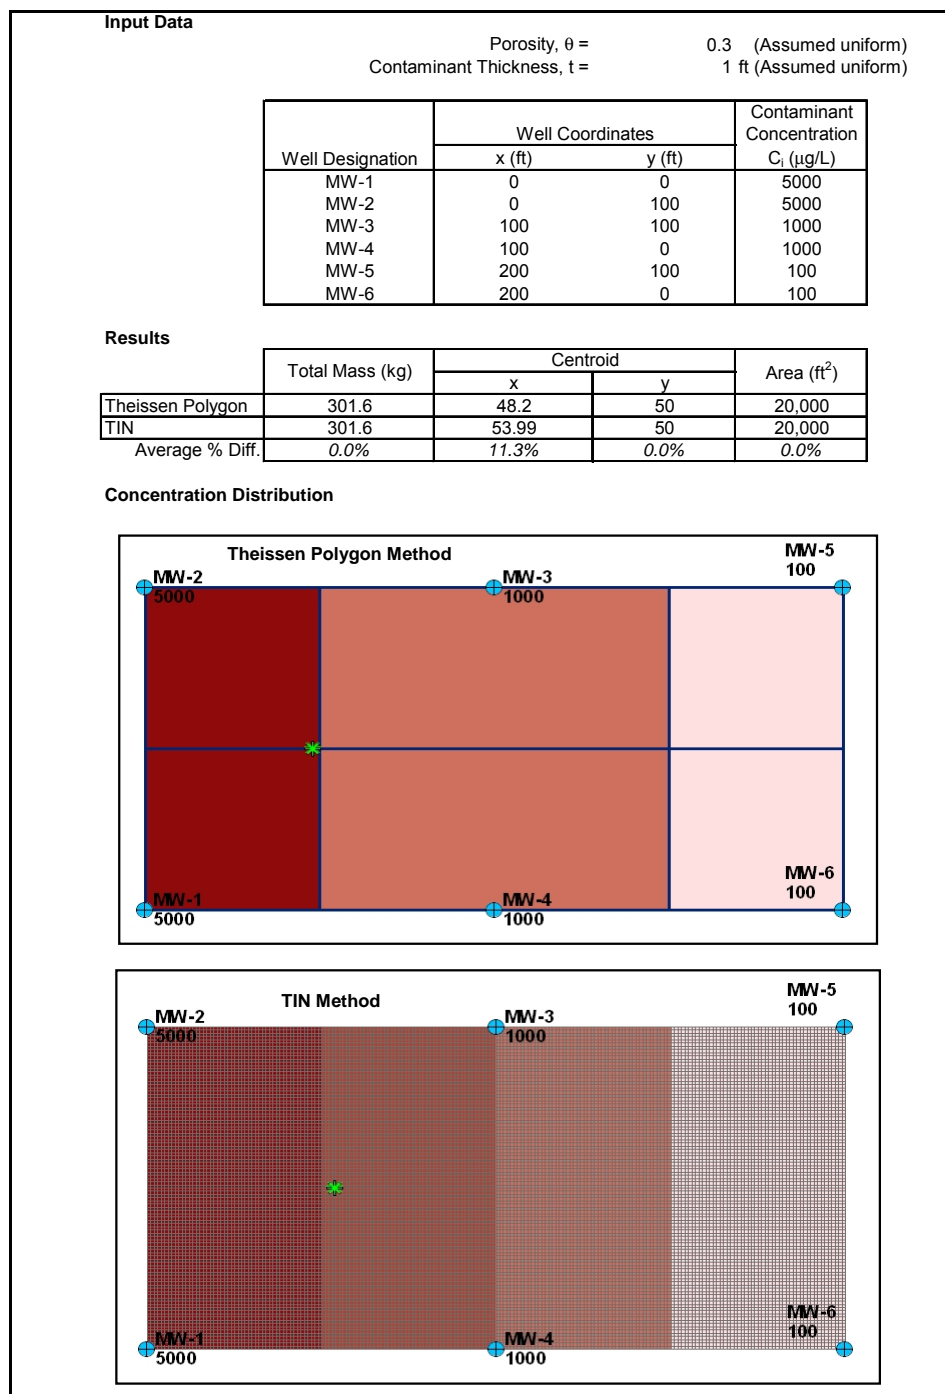 Input Data
Porosity, θ = 0.3 (Assumed uniform)
Contaminant Thickness, t = 1 ft (Assumed uniform)
Well Designation Well Coordinates Contaminant Concentration
x (ft) y (ft) Cᵢ (μg/L)
MW-1 0 0 5000
MW-2 0 100 5000
MW-3 100 100 1000
MW-4 100 0 1000
MW-5 200 100 100
MW-6 200 0 100
Results
Total Mass (kg) Centroid Area (ft²)
x y
Theissen Polygon 301.6 48.2 50 20,000
TIN 301.6 53.99 50 20,000
Average % Diff. 0.0% 11.3% 0.0% 0.0%
Concentration Distribution
Theissen Polygon Method
MW-2
5000
MW-3
1000
MW-5
100
MW-1
5000
MW-4
1000
MW-6
100
TIN Method
MW-2
5000
MW-3
1000
MW-5
100
MW-1
5000
MW-4
1000
MW-6
100